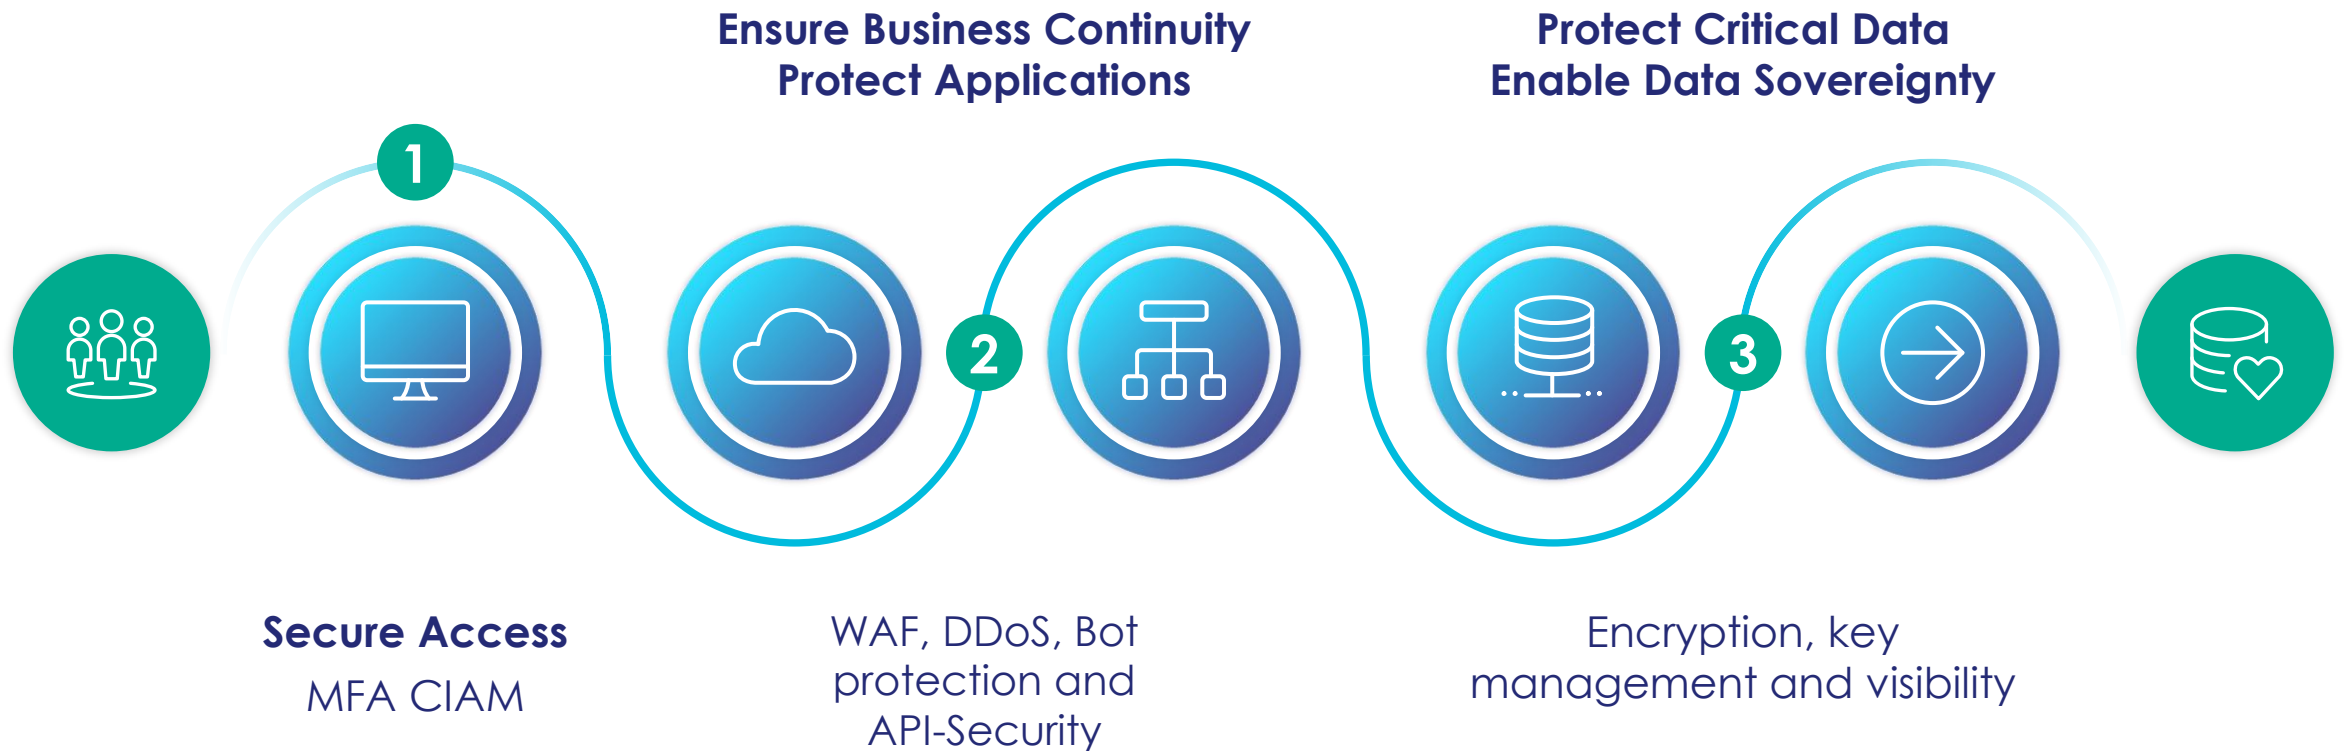 Ensure Business Continuity
Protect Applications
Protect Critical Data
Enable Data Sovereignty
1
2
3
Secure Access
MFA CIAM
WAF, DDoS, Bot
protection and
API-Security
Encryption, key
management and visibility